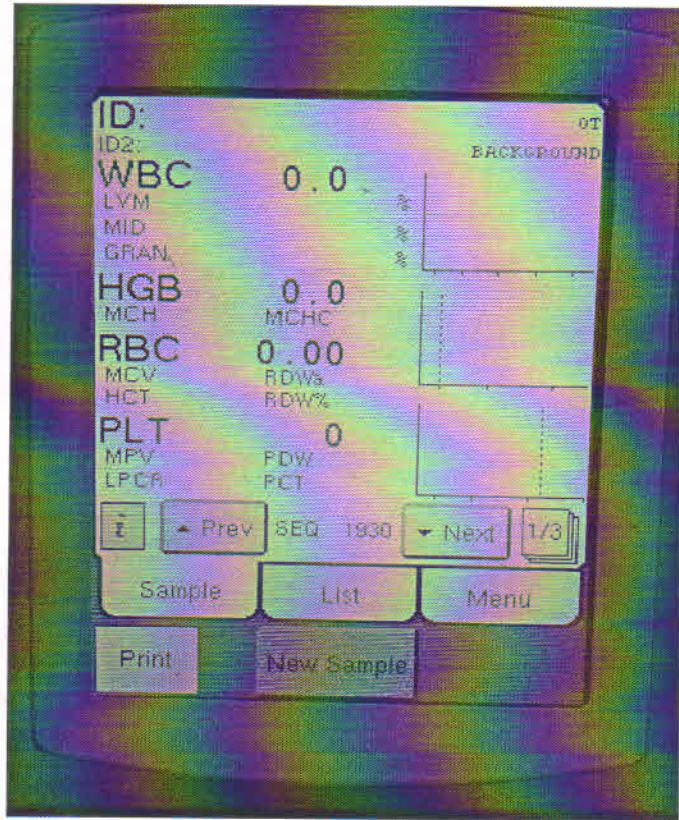 ID:
OT
ID2:
BACKGROUND
WBC 0.0
LYM %
MID %
GRAN %
HGB 0.0
MCH MCHC
RBC 0.00
MCV RDWa
HCT RDW%
PLT 0
MPV PDW
LPCR PCT
i ▲ Prev SEQ 1930 ▼ Next 1/3
Sample List Menu
Print New Sample